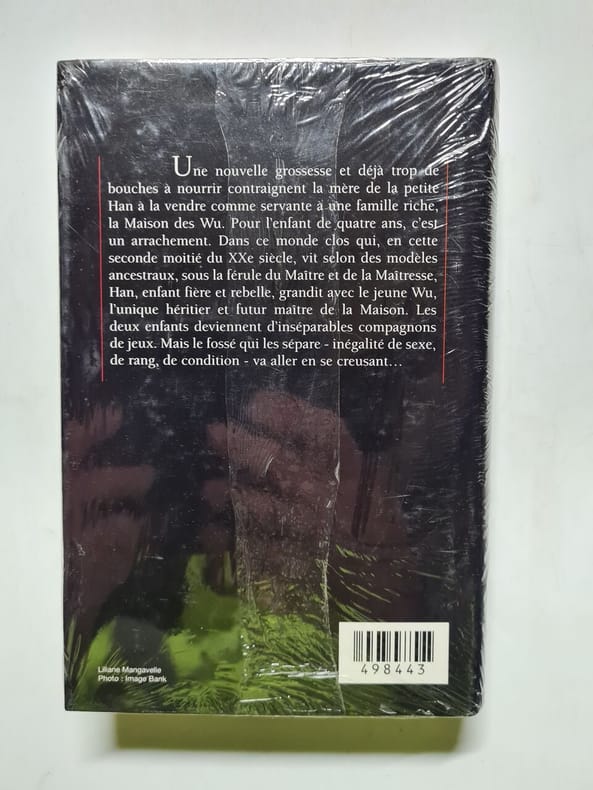 Une nouvelle grossesse et déjà trop de
bouches à nourrir contraignent la mère de la petite
Han à la vendre comme servante à une famille riche,
la Maison des Wu. Pour l'enfant de quatre ans, c'est
un arrachement. Dans ce monde clos qui, en cette
seconde moitié du XXe siècle, vit selon des modèles
ancestraux, sous la férule du Maître et de la Maîtresse,
Han, enfant fière et rebelle, grandit avec le jeune Wu,
l'unique héritier et futur maître de la Maison. Les
deux enfants deviennent d'inséparables compagnons
de jeux. Mais le fossé qui les sépare - inégalité de sexe,
de rang, de condition - va aller en se creusant...
Liliane Mangavelle
Photo : Image Bank
498443